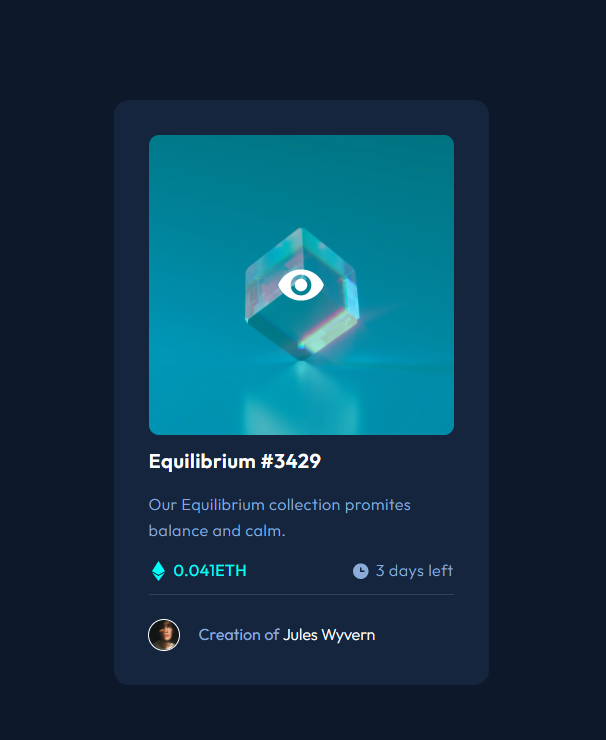 Equilibrium #3429
Our Equilibrium collection promites
balance and calm.
0.041ETH
3 days left
Creation of Jules Wyvern